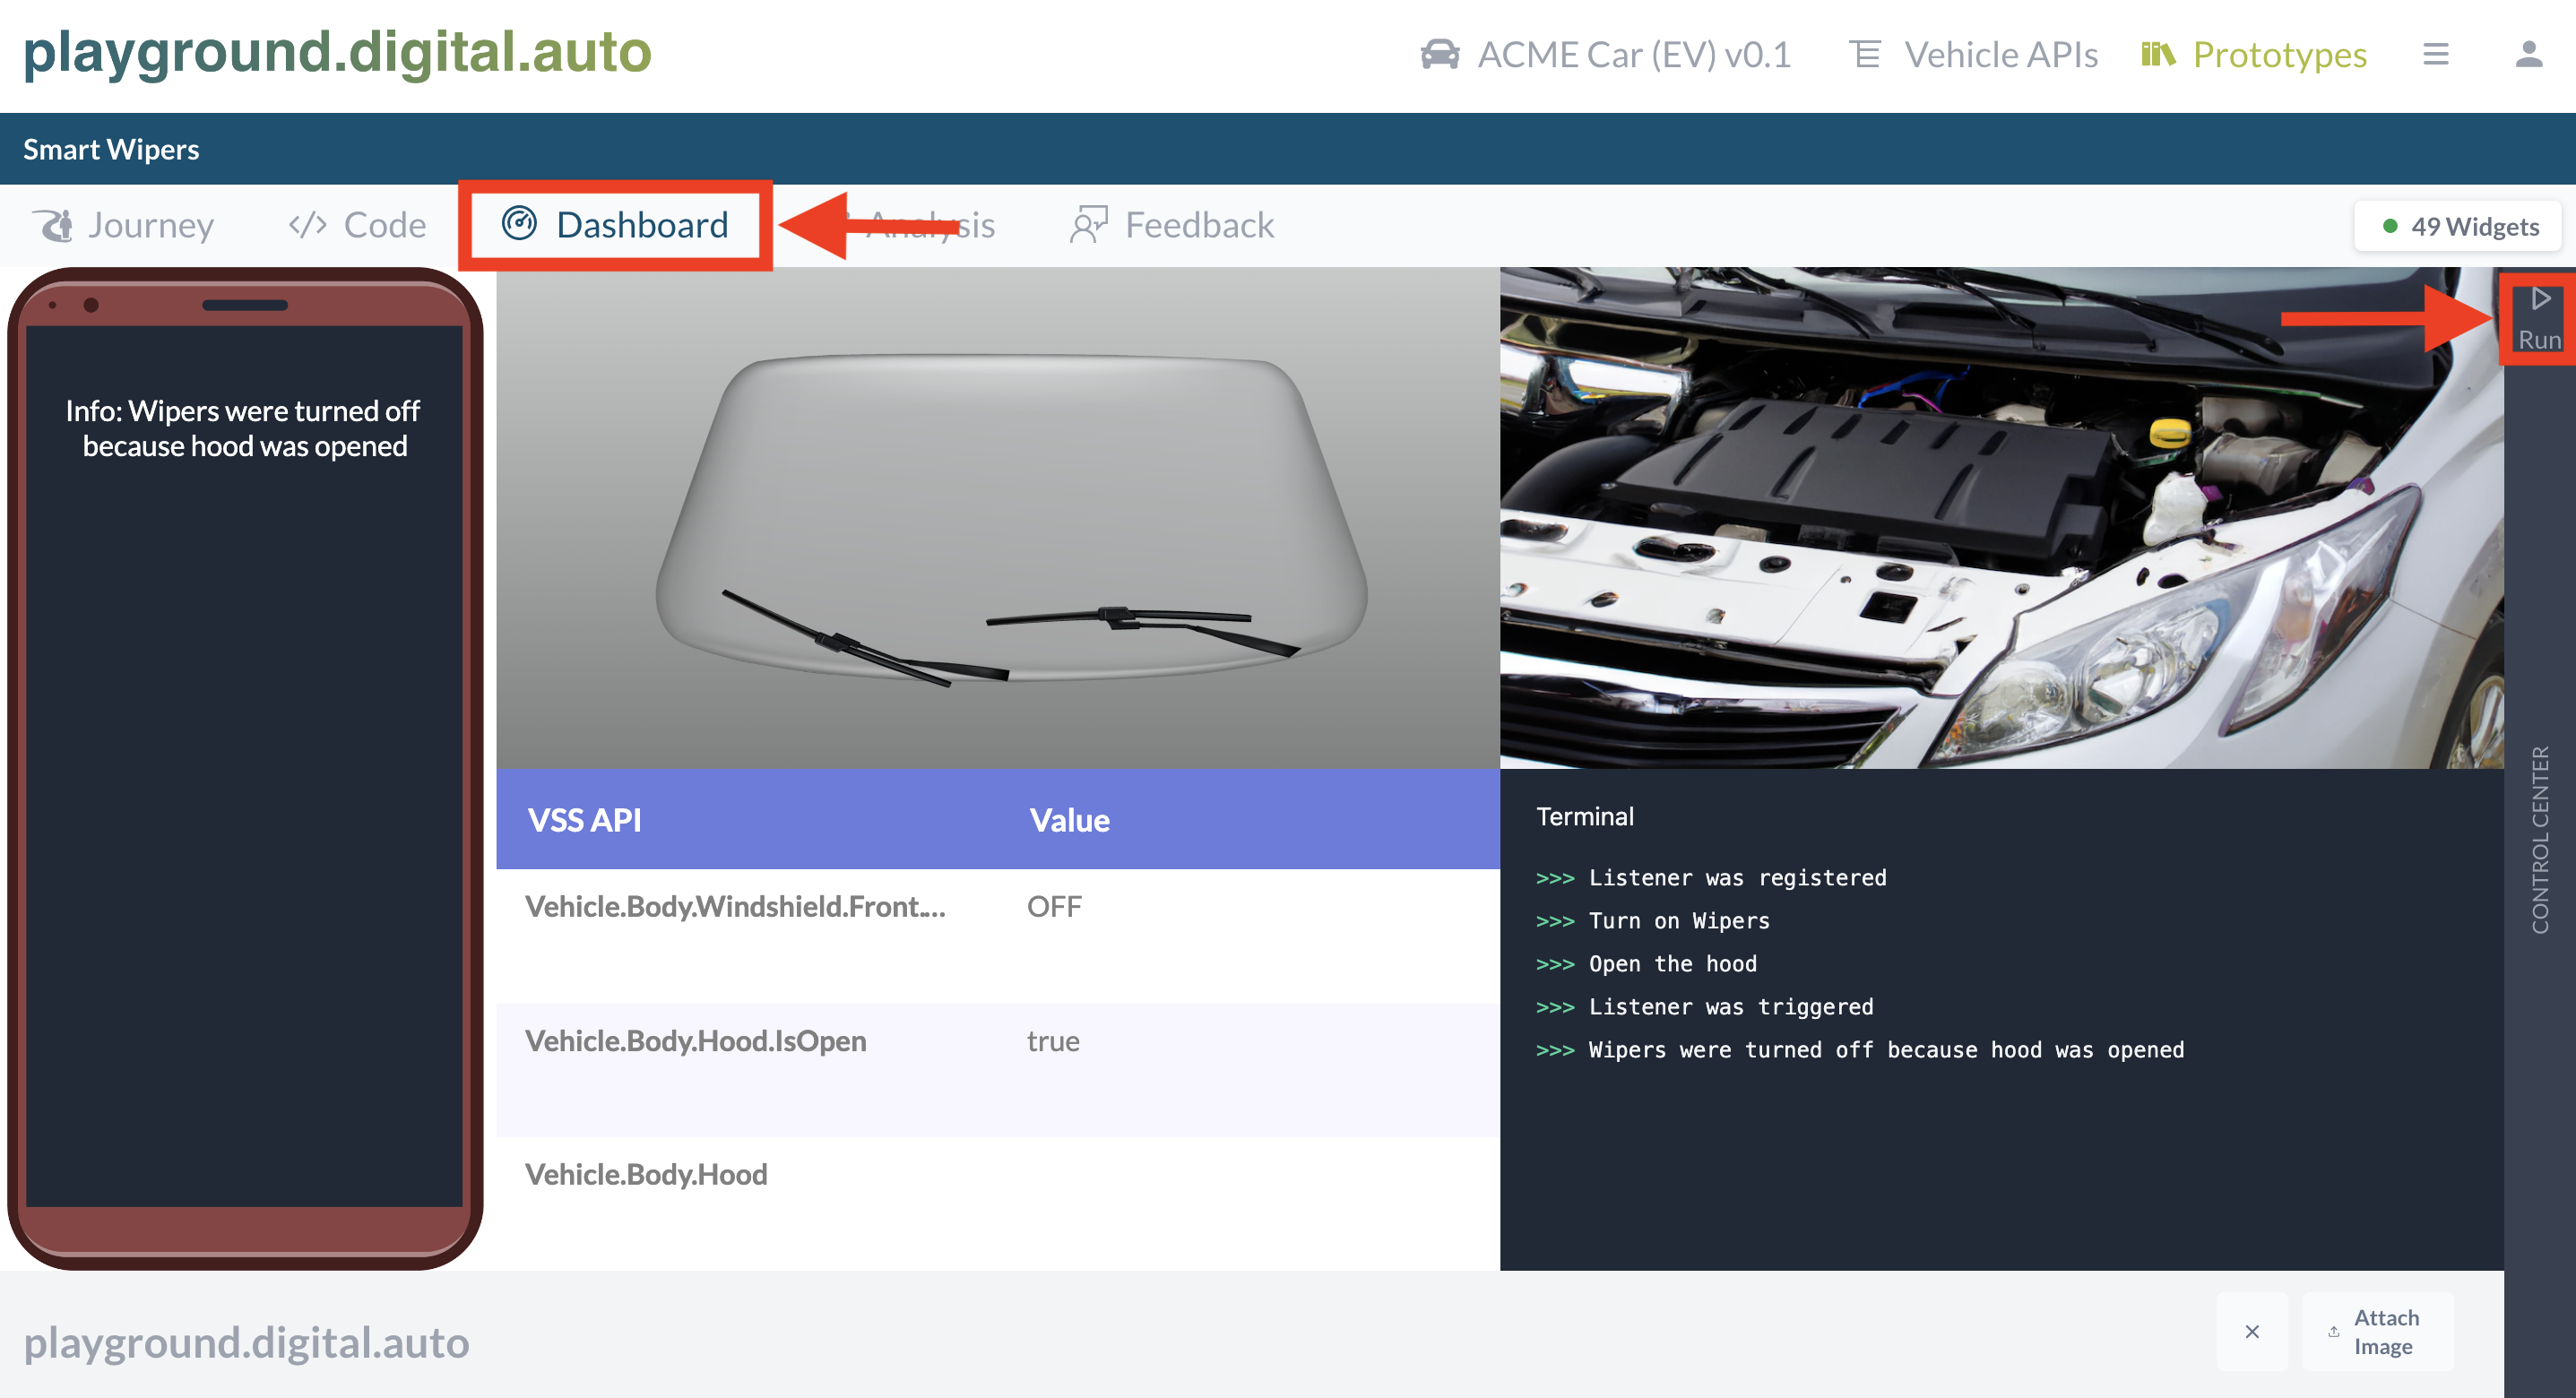 playground.digital.auto
ACME Car (EV) v0.1
Vehicle APIs
Prototypes
Smart Wipers
Journey
</> Code
Dashboard
Analysis
Feedback
49 Widgets
Run
Info: Wipers were turned off
because hood was opened
VSS API Value
Vehicle.Body.Windshield.Front.... OFF
Vehicle.Body.Hood.IsOpen true
Vehicle.Body.Hood
Terminal
>>> Listener was registered
>>> Turn on Wipers
>>> Open the hood
>>> Listener was triggered
>>> Wipers were turned off because hood was opened
CONTROL CENTER
playground.digital.auto
Attach
Image